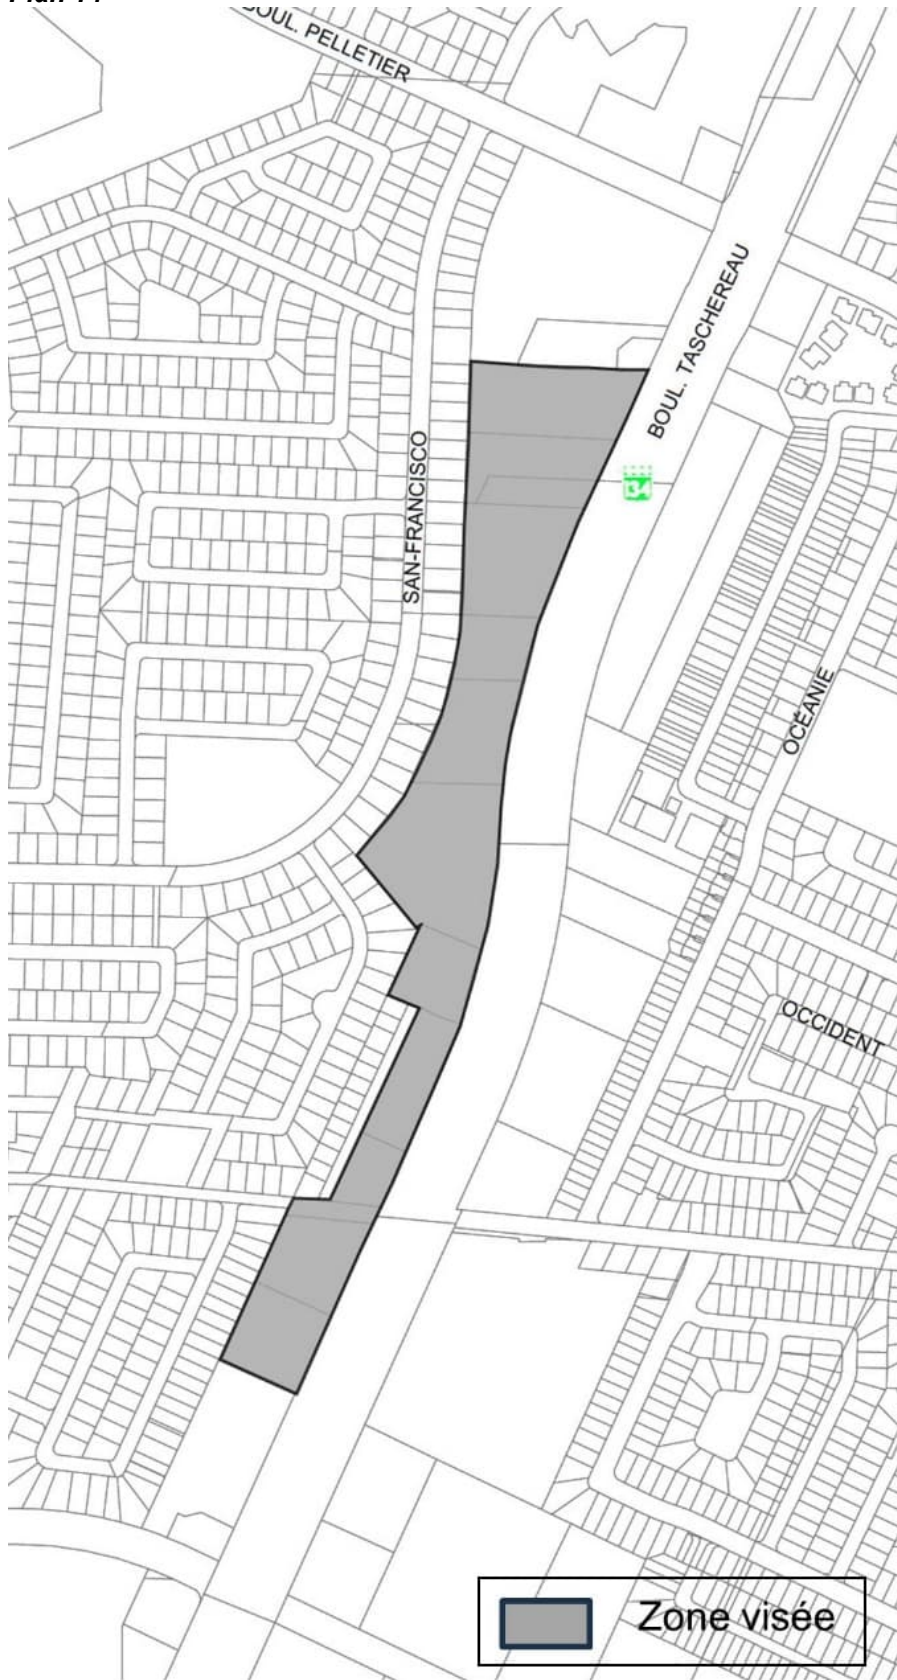 BOUL. PELLETIER
BOUL. TASCHEREAU
SAN-FRANCISCO
OCÉANIE
OCCIDENT
Zone visée